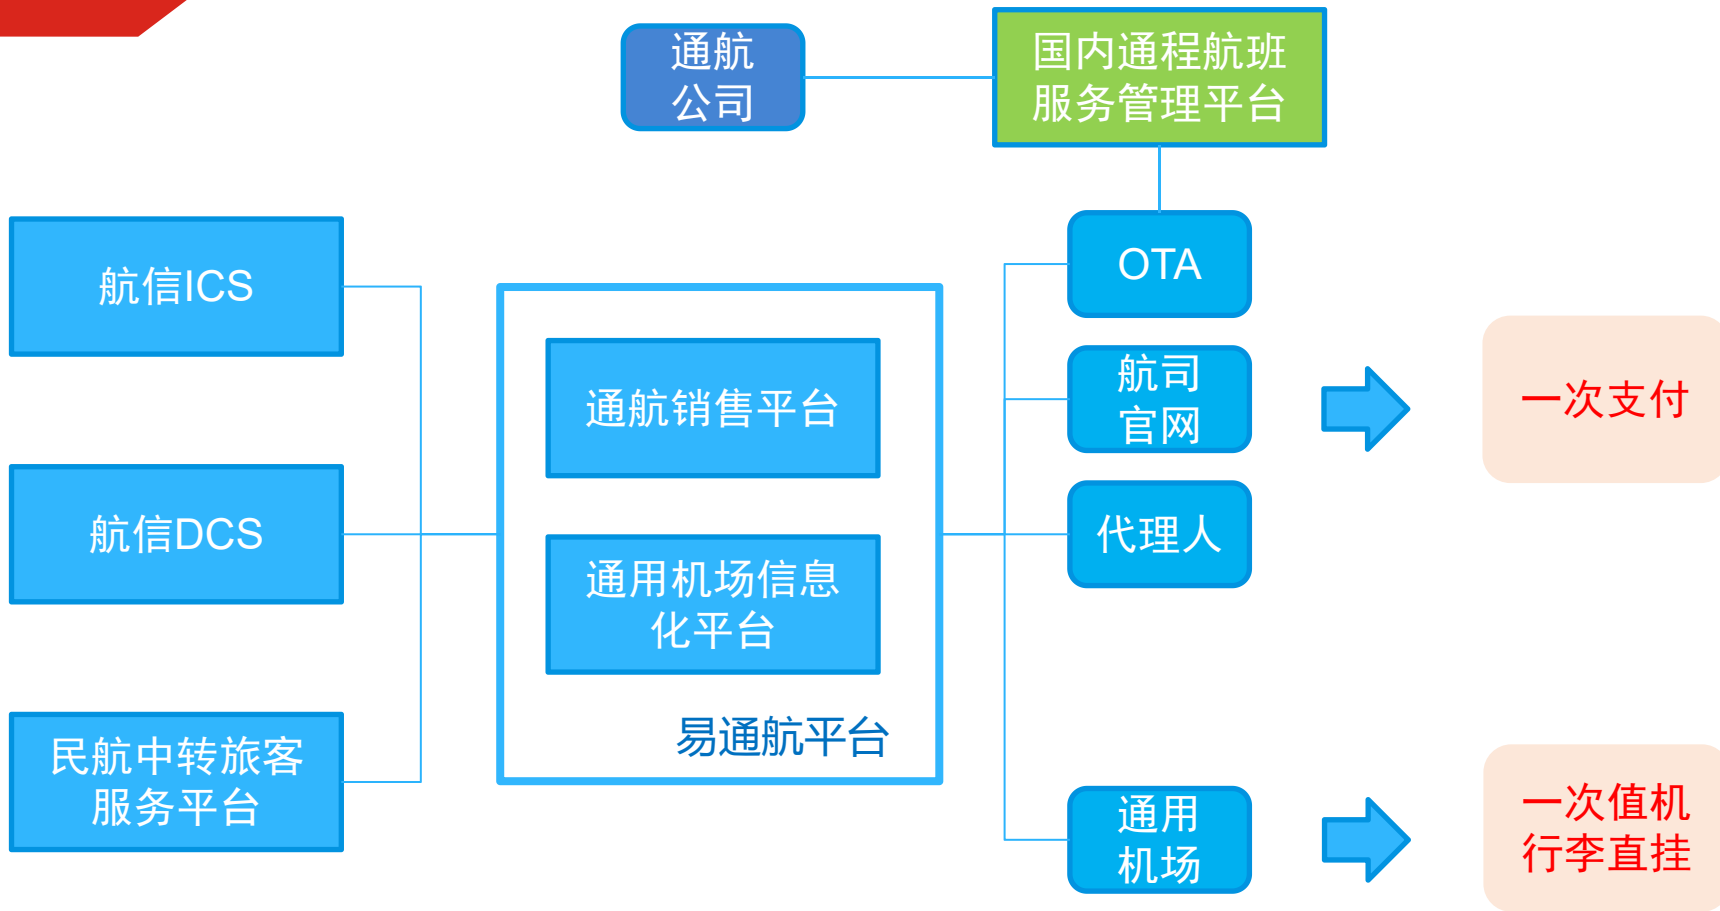 通航
公司
国内通程航班
服务管理平台
航信ICS
航信DCS
民航中转旅客
服务平台
通航销售平台
通用机场信息
化平台
易通航平台
OTA
航司
官网
代理人
通用
机场
一次支付
一次值机
行李直挂